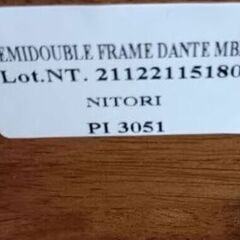 EMIDOUBLE FRAME DANTE MB
Lot.NT. 21122115180
NITORI
PI 3051